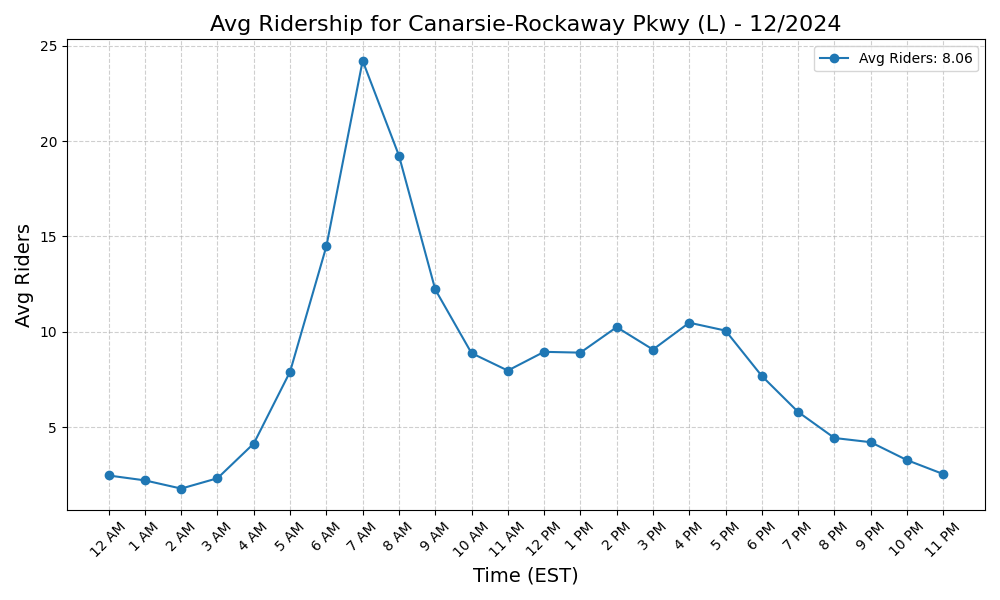 Avg Ridership for Canarsie-Rockaway Pkwy (L) - 12/2024
Avg Riders: 8.06
Avg Riders
25
20
15
10
5
12 AM
1 AM
2 AM
3 AM
4 AM
5 AM
6 AM
7 AM
8 AM
9 AM
10 AM
11 AM
12 PM
1 PM
2 PM
3 PM
4 PM
5 PM
6 PM
7 PM
8 PM
9 PM
10 PM
11 PM
Time (EST)